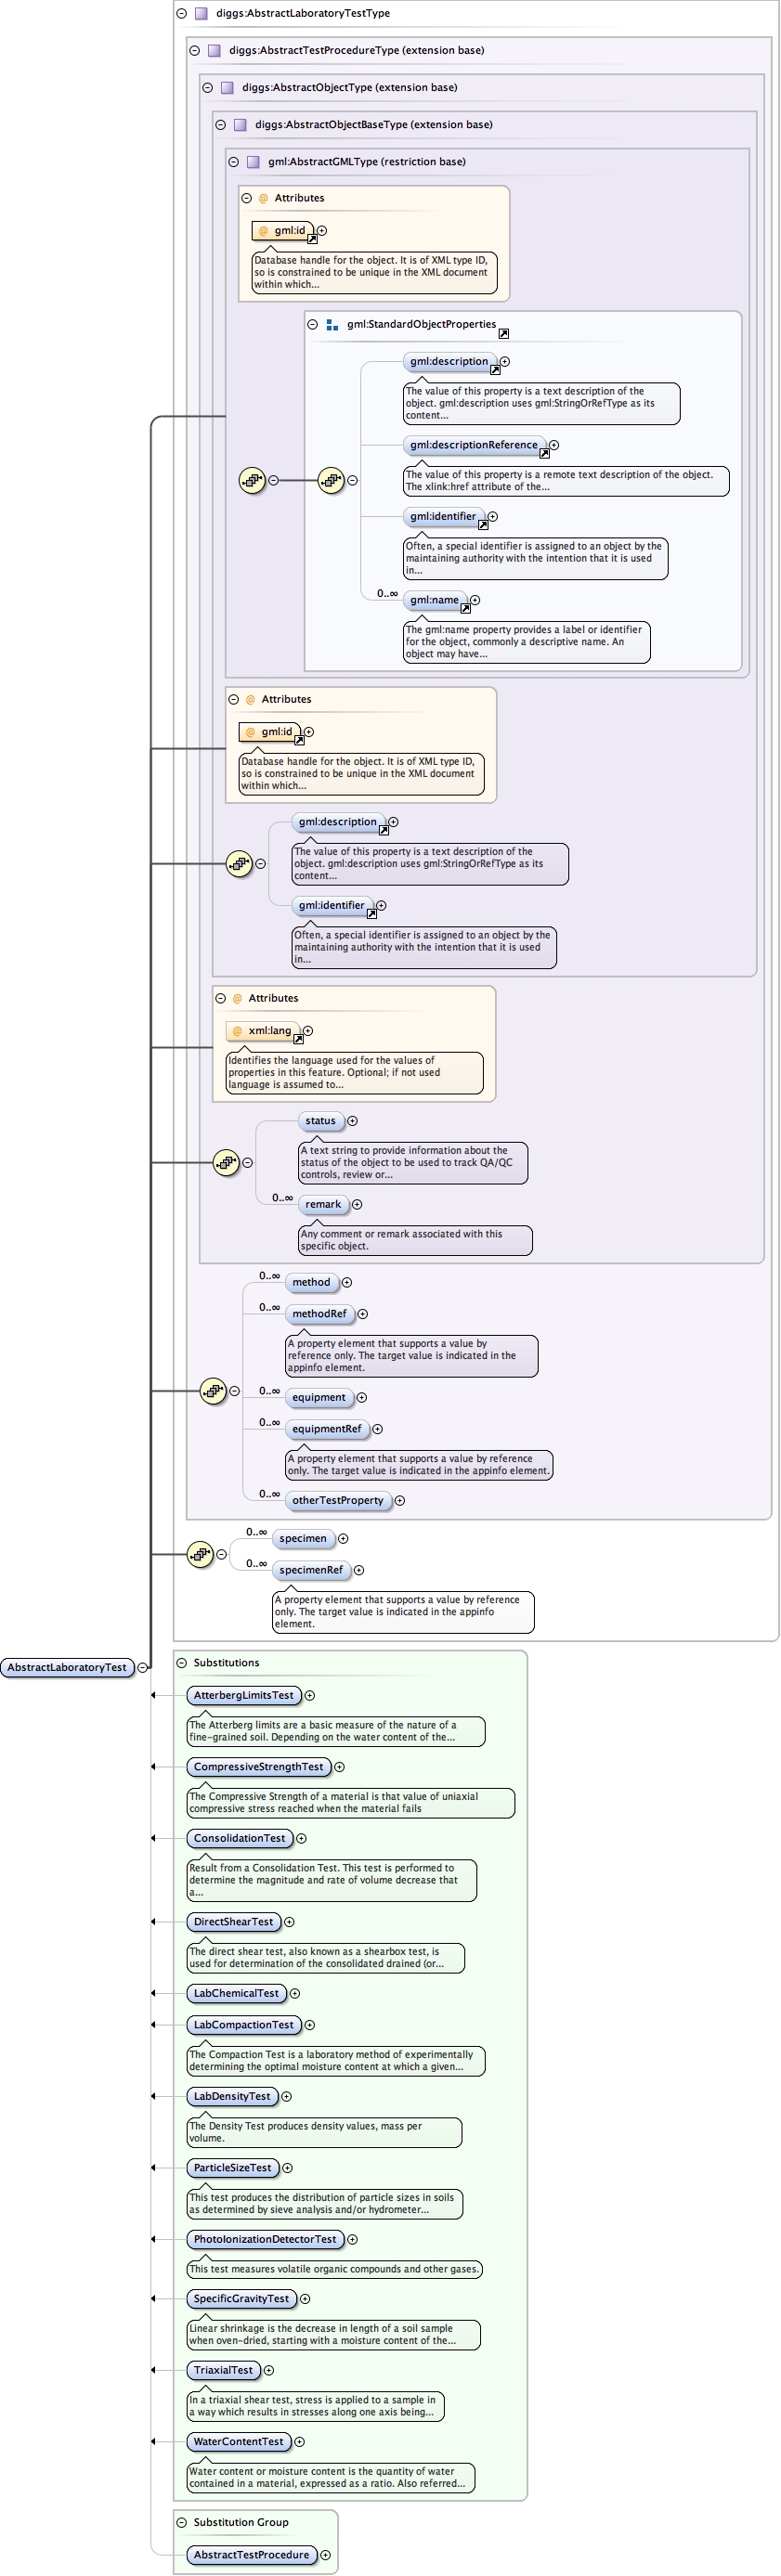 diggs:AbstractLaboratoryTestType
diggs:AbstractTestProcedureType (extension base)
diggs:AbstractObjectType (extension base)
diggs:AbstractObjectBaseType (extension base)
gml:AbstractGMLType (restriction base)
@ Attributes
@ gml:id
Database handle for the object. It is of XML type ID,
so is constrained to be unique in the XML document
within which...
gml:StandardObjectProperties
gml:description
The value of this property is a text description of the
object. gml:description uses gml:StringOrRefType as its
content...
gml:descriptionReference
The value of this property is a remote text description of the object.
The xlink:href attribute of the...
gml:identifier
Often, a special identifier is assigned to an object by the
maintaining authority with the intention that it is used
in...
0..∞ gml:name
The gml:name property provides a label or identifier
for the object, commonly a descriptive name. An
object may have...
@ Attributes
@ gml:id
Database handle for the object. It is of XML type ID,
so is constrained to be unique in the XML document
within which...
gml:description
The value of this property is a text description of the
object. gml:description uses gml:StringOrRefType as its
content...
gml:identifier
Often, a special identifier is assigned to an object by the
maintaining authority with the intention that it is used
in...
@ Attributes
@ xml:lang
Identifies the language used for the values of
properties in this feature. Optional; if not used
language is assumed to...
status
A text string to provide information about the
status of the object to be used to track QA/QC
controls, review or...
0..∞ remark
Any comment or remark associated with this
specific object.
0..∞ method
0..∞ methodRef
A property element that supports a value by
reference only. The target value is indicated in the
appinfo element.
0..∞ equipment
0..∞ equipmentRef
A property element that supports a value by reference
only. The target value is indicated in the appinfo element.
0..∞ otherTestProperty
0..∞ specimen
0..∞ specimenRef
A property element that supports a value by reference
only. The target value is indicated in the appinfo
element.
AbstractLaboratoryTest
Substitutions
AtterbergLimitsTest
The Atterberg limits are a basic measure of the nature of a
fine-grained soil. Depending on the water content of the...
CompressiveStrengthTest
The Compressive Strength of a material is that value of uniaxial
compressive stress reached when the material fails
ConsolidationTest
Result from a Consolidation Test. This test is performed to
determine the magnitude and rate of volume decrease that
a...
DirectShearTest
The direct shear test, also known as a shearbox test, is
used for determination of the consolidated drained (or...
LabChemicalTest
LabCompactionTest
The Compaction Test is a laboratory method of experimentally
determining the optimal moisture content at which a given...
LabDensityTest
The Density Test produces density values, mass per
volume.
ParticleSizeTest
This test produces the distribution of particle sizes in soils
as determined by sieve analysis and/or hydrometer...
PhotoIonizationDetectorTest
This test measures volatile organic compounds and other gases.
SpecificGravityTest
Linear shrinkage is the decrease in length of a soil sample
when oven-dried, starting with a moisture content of the...
TriaxialTest
In a triaxial shear test, stress is applied to a sample in
a way which results in stresses along one axis being...
WaterContentTest
Water content or moisture content is the quantity of water
contained in a material, expressed as a ratio. Also referred...
Substitution Group
AbstractTestProcedure